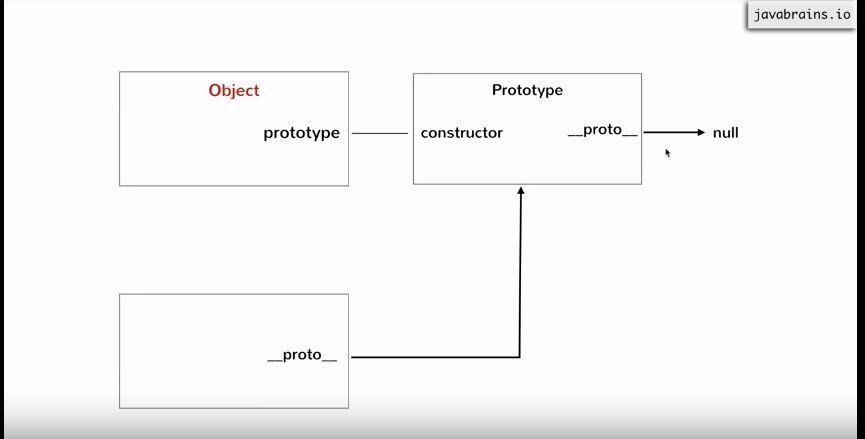 javabrains.io
Object
Prototype
prototype
constructor
__proto__
null
__proto__